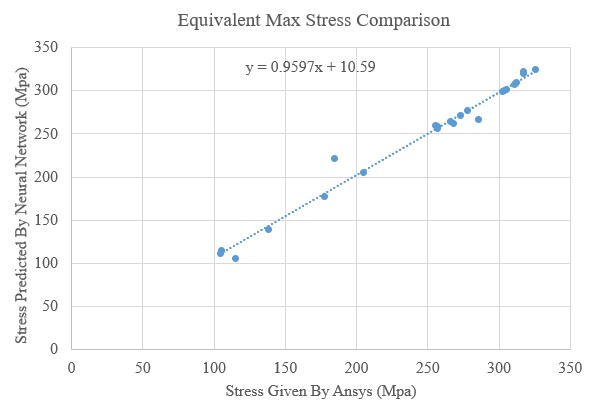 Equivalent Max Stress Comparison
y = 0.9597x + 10.59
Stress Predicted By Neural Network (Mpa)
350
300
250
200
150
100
50
0
0 50 100 150 200 250 300 350
Stress Given By Ansys (Mpa)